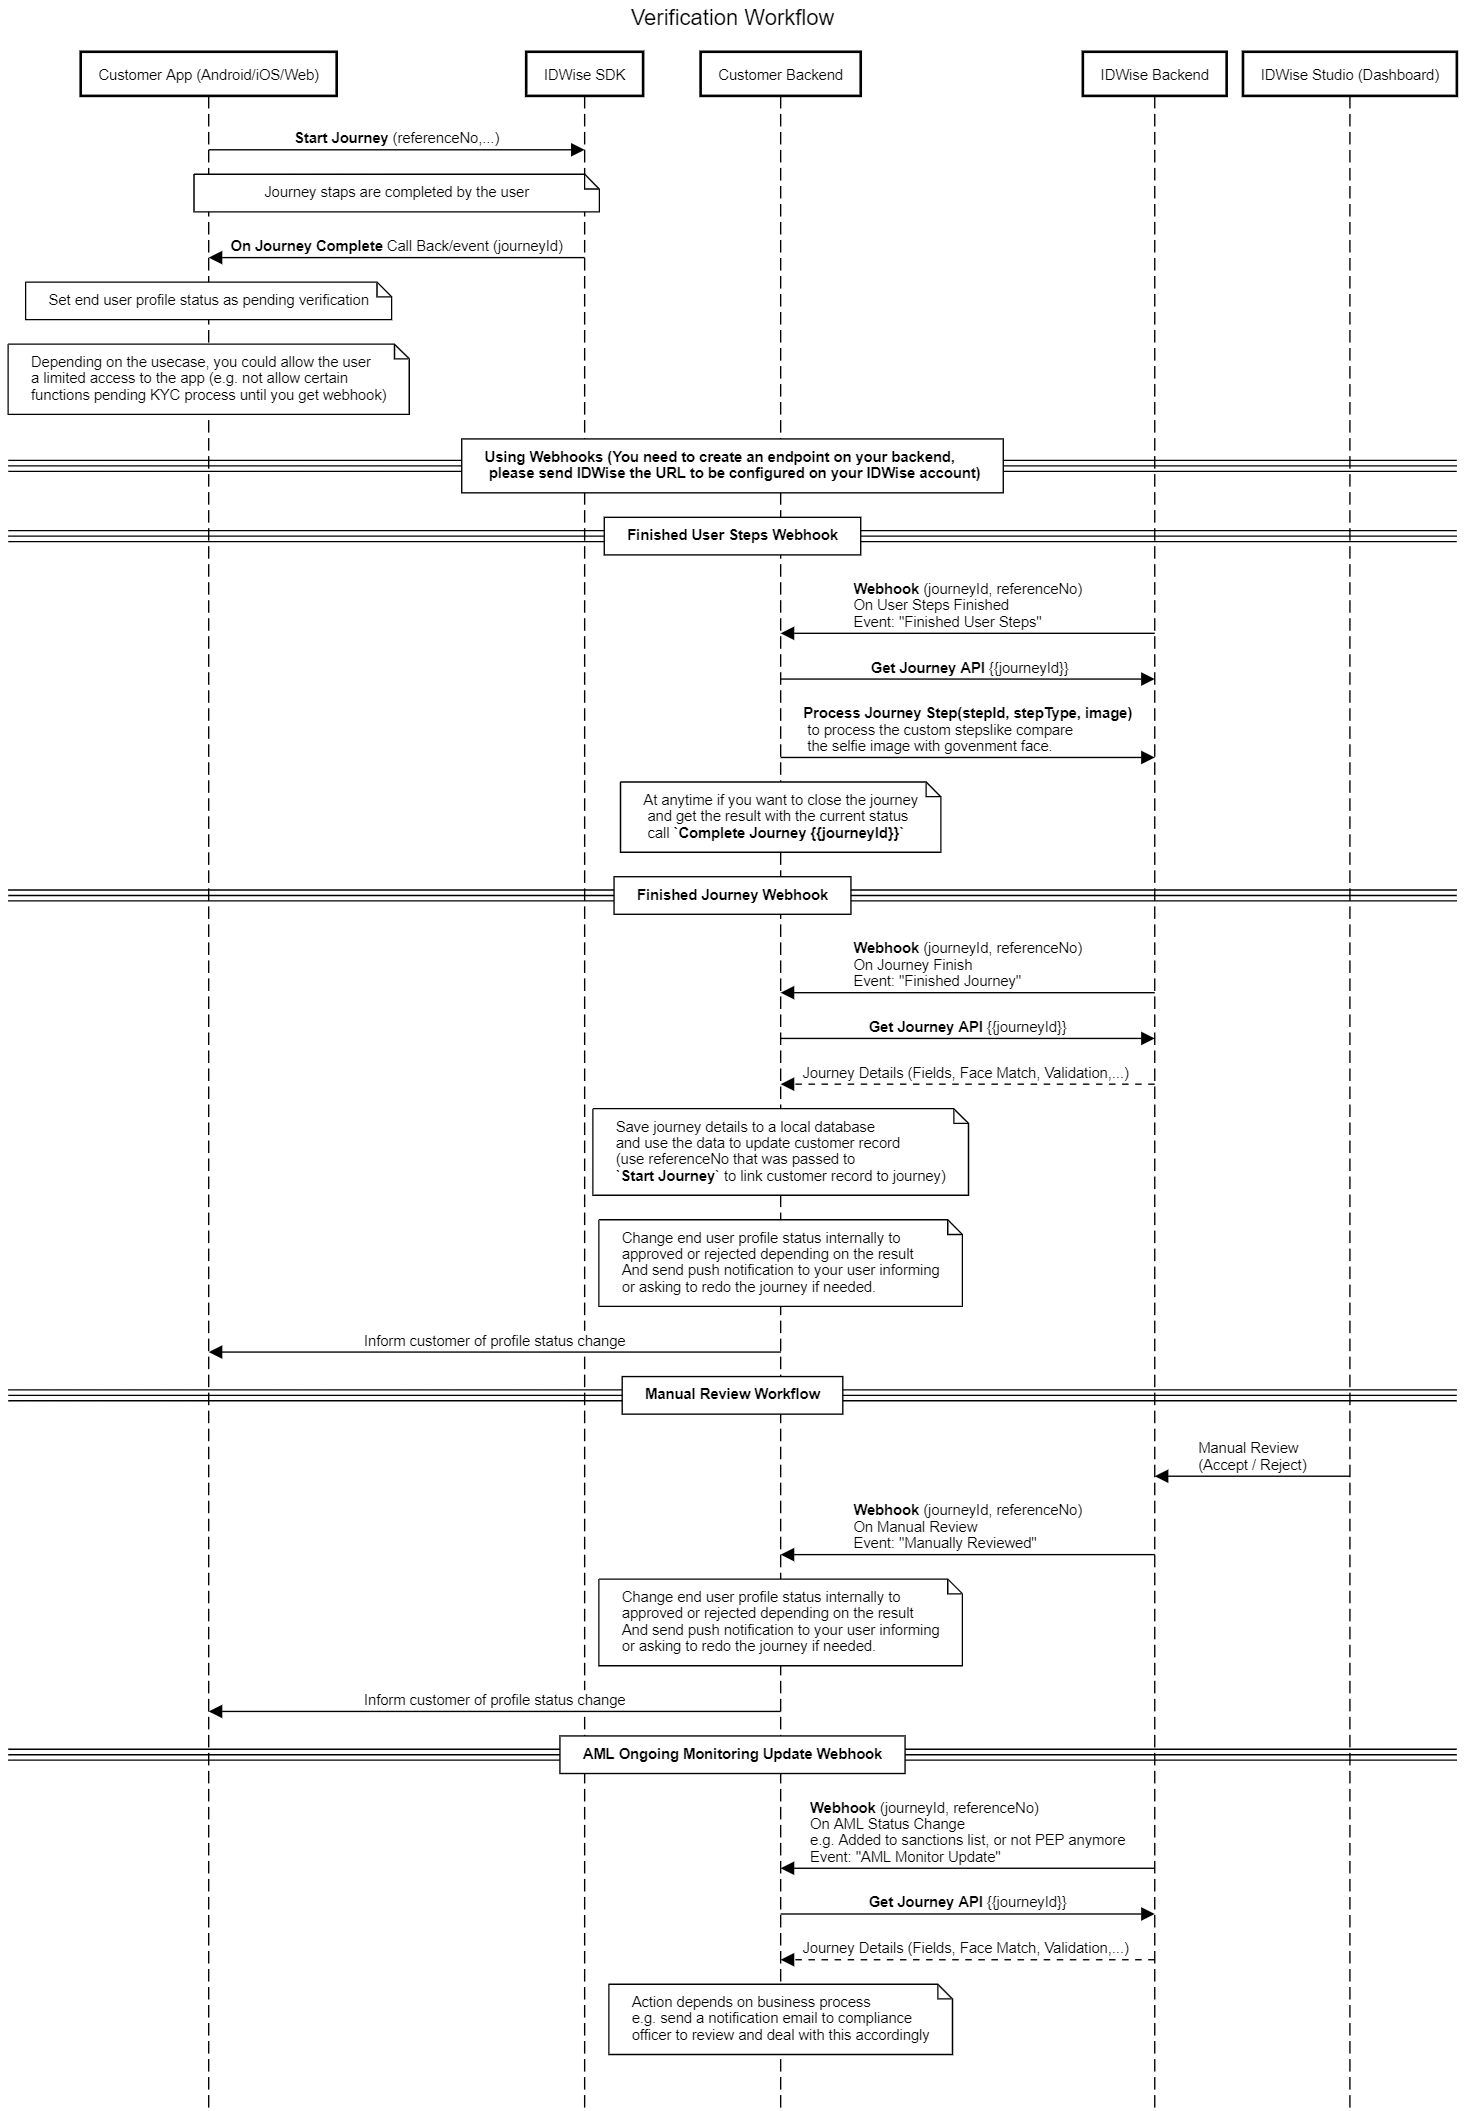 Verification Workflow
Customer App (Android/iOS/Web)
IDWise SDK
Customer Backend
IDWise Backend
IDWise Studio (Dashboard)
Start Journey (referenceNo,...)
Journey staps are completed by the user
On Journey Complete Call Back/event (journeyId)
Set end user profile status as pending verification
Depending on the usecase, you could allow the user
a limited access to the app (e.g. not allow certain
functions pending KYC process until you get webhook)
Using Webhooks (You need to create an endpoint on your backend,
please send IDWise the URL to be configured on your IDWise account)
Finished User Steps Webhook
Webhook (journeyId, referenceNo)
On User Steps Finished
Event: "Finished User Steps"
Get Journey API {{journeyId}}
Process Journey Step(stepId, stepType, image)
to process the custom stepslike compare
the selfie image with govenment face.
At anytime if you want to close the journey
and get the result with the current status
call `Complete Journey {{journeyId}}`
Finished Journey Webhook
Webhook (journeyId, referenceNo)
On Journey Finish
Event: "Finished Journey"
Get Journey API {{journeyId}}
Journey Details (Fields, Face Match, Validation,...)
Save journey details to a local database
and use the data to update customer record
(use referenceNo that was passed to
`Start Journey` to link customer record to journey)
Change end user profile status internally to
approved or rejected depending on the result
And send push notification to your user informing
or asking to redo the journey if needed.
Inform customer of profile status change
Manual Review Workflow
Manual Review
(Accept / Reject)
Webhook (journeyId, referenceNo)
On Manual Review
Event: "Manually Reviewed"
Change end user profile status internally to
approved or rejected depending on the result
And send push notification to your user informing
or asking to redo the journey if needed.
Inform customer of profile status change
AML Ongoing Monitoring Update Webhook
Webhook (journeyId, referenceNo)
On AML Status Change
e.g. Added to sanctions list, or not PEP anymore
Event: "AML Monitor Update"
Get Journey API {{journeyId}}
Journey Details (Fields, Face Match, Validation,...)
Action depends on business process
e.g. send a notification email to compliance
officer to review and deal with this accordingly